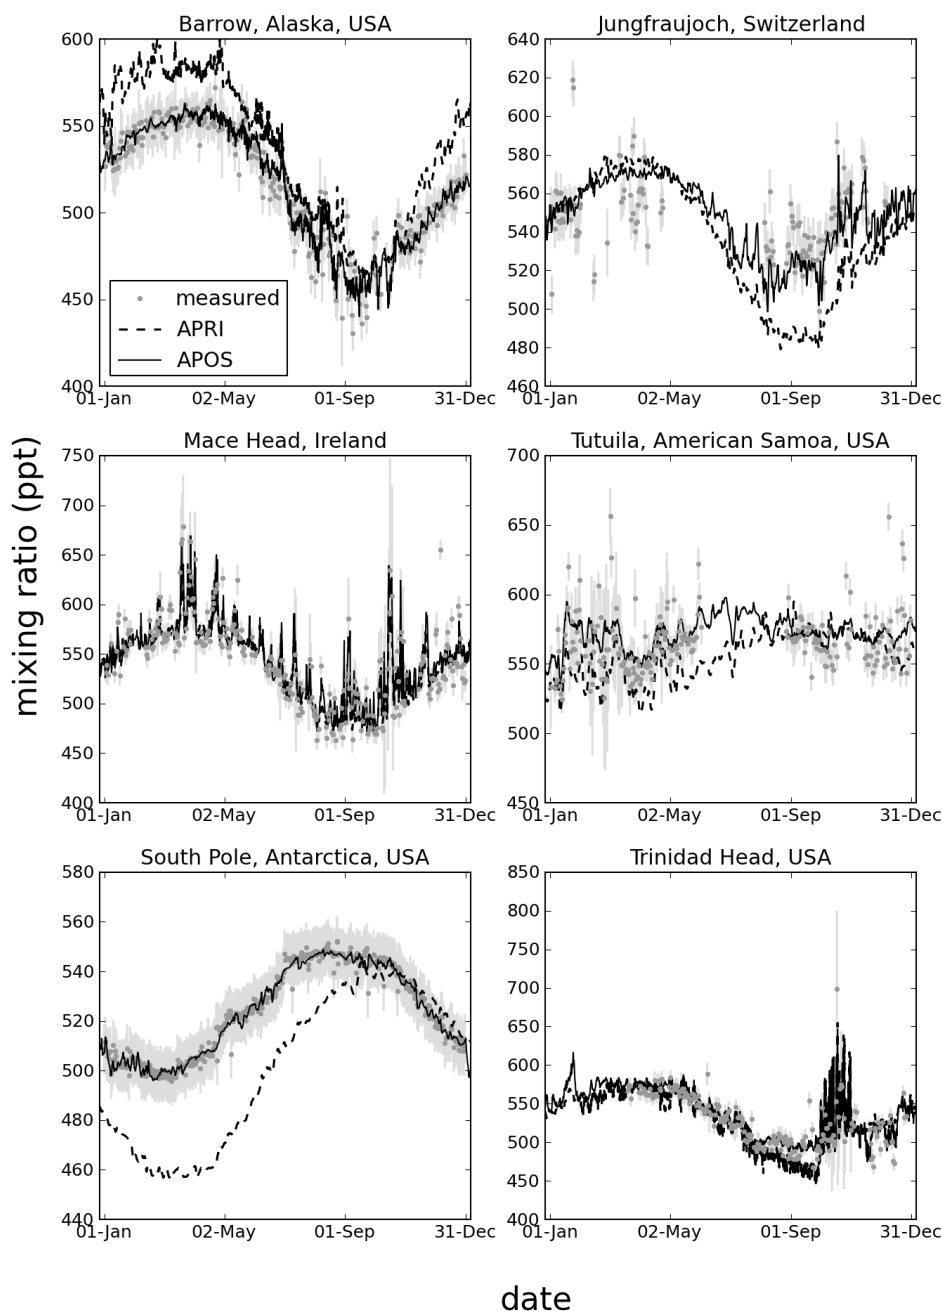 Barrow, Alaska, USA
600
550
500
450
400
measured
APRI
APOS
01-Jan 02-May 01-Sep 31-Dec
Jungfraujoch, Switzerland
640
620
600
580
560
540
520
500
480
460
01-Jan 02-May 01-Sep 31-Dec
mixing ratio (ppt)
Mace Head, Ireland
750
700
650
600
550
500
450
400
01-Jan 02-May 01-Sep 31-Dec
Tutuila, American Samoa, USA
700
650
600
550
500
450
01-Jan 02-May 01-Sep 31-Dec
South Pole, Antarctica, USA
580
560
540
520
500
480
460
440
01-Jan 02-May 01-Sep 31-Dec
Trinidad Head, USA
850
800
750
700
650
600
550
500
450
400
01-Jan 02-May 01-Sep 31-Dec
date